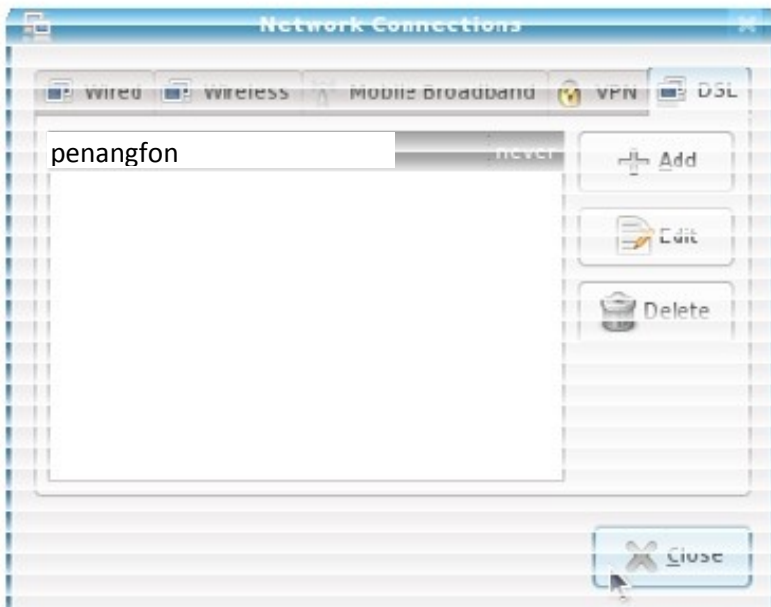 Network Connections
Wired Wireless Mobile Broadband VPN DSL
penangfon never
Add
Edit
Delete
Close